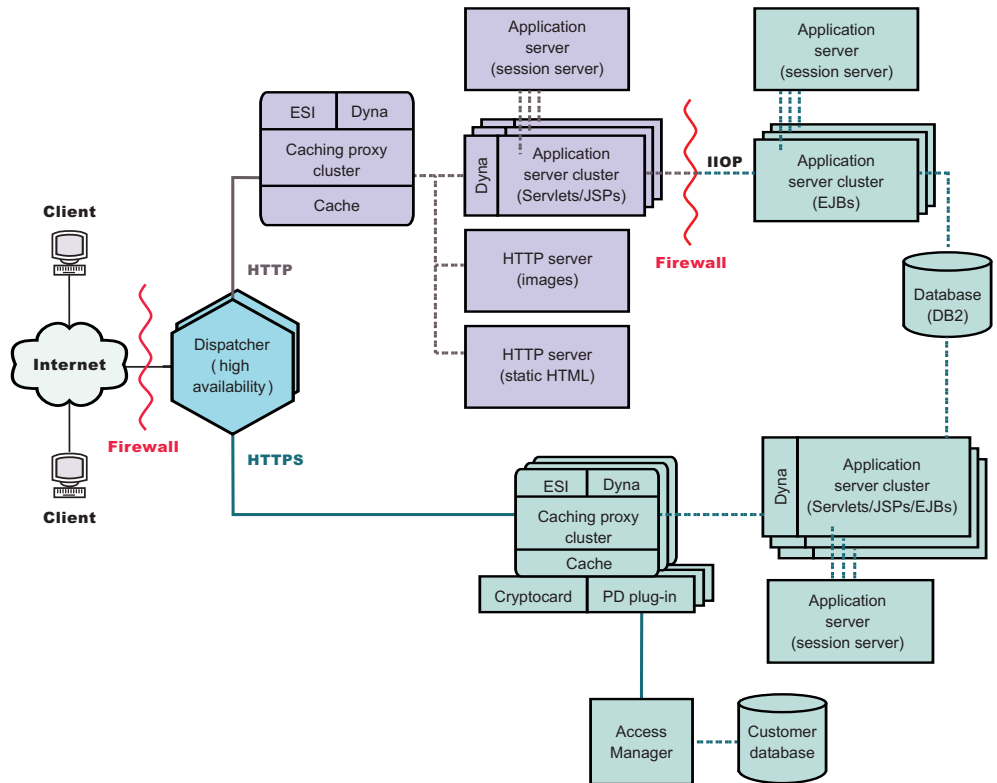 Application
server
(session server)
Application
server
(session server)
ESI
Dyna
Caching proxy
cluster
Cache
Dyna
Application
server cluster
(Servlets/JSPs)
IIOP
Application
server cluster
(EJBs)
Client
HTTP
HTTP server
(images)
Firewall
Database
(DB2)
Internet
Dispatcher
( high
availability )
HTTP server
(static HTML)
Firewall
HTTPS
Client
ESI
Dyna
Caching proxy
cluster
Cache
Cryptocard
PD plug-in
Dyna
Application
server cluster
(Servlets/JSPs/EJBs)
Application
server
(session server)
Access
Manager
Customer
database